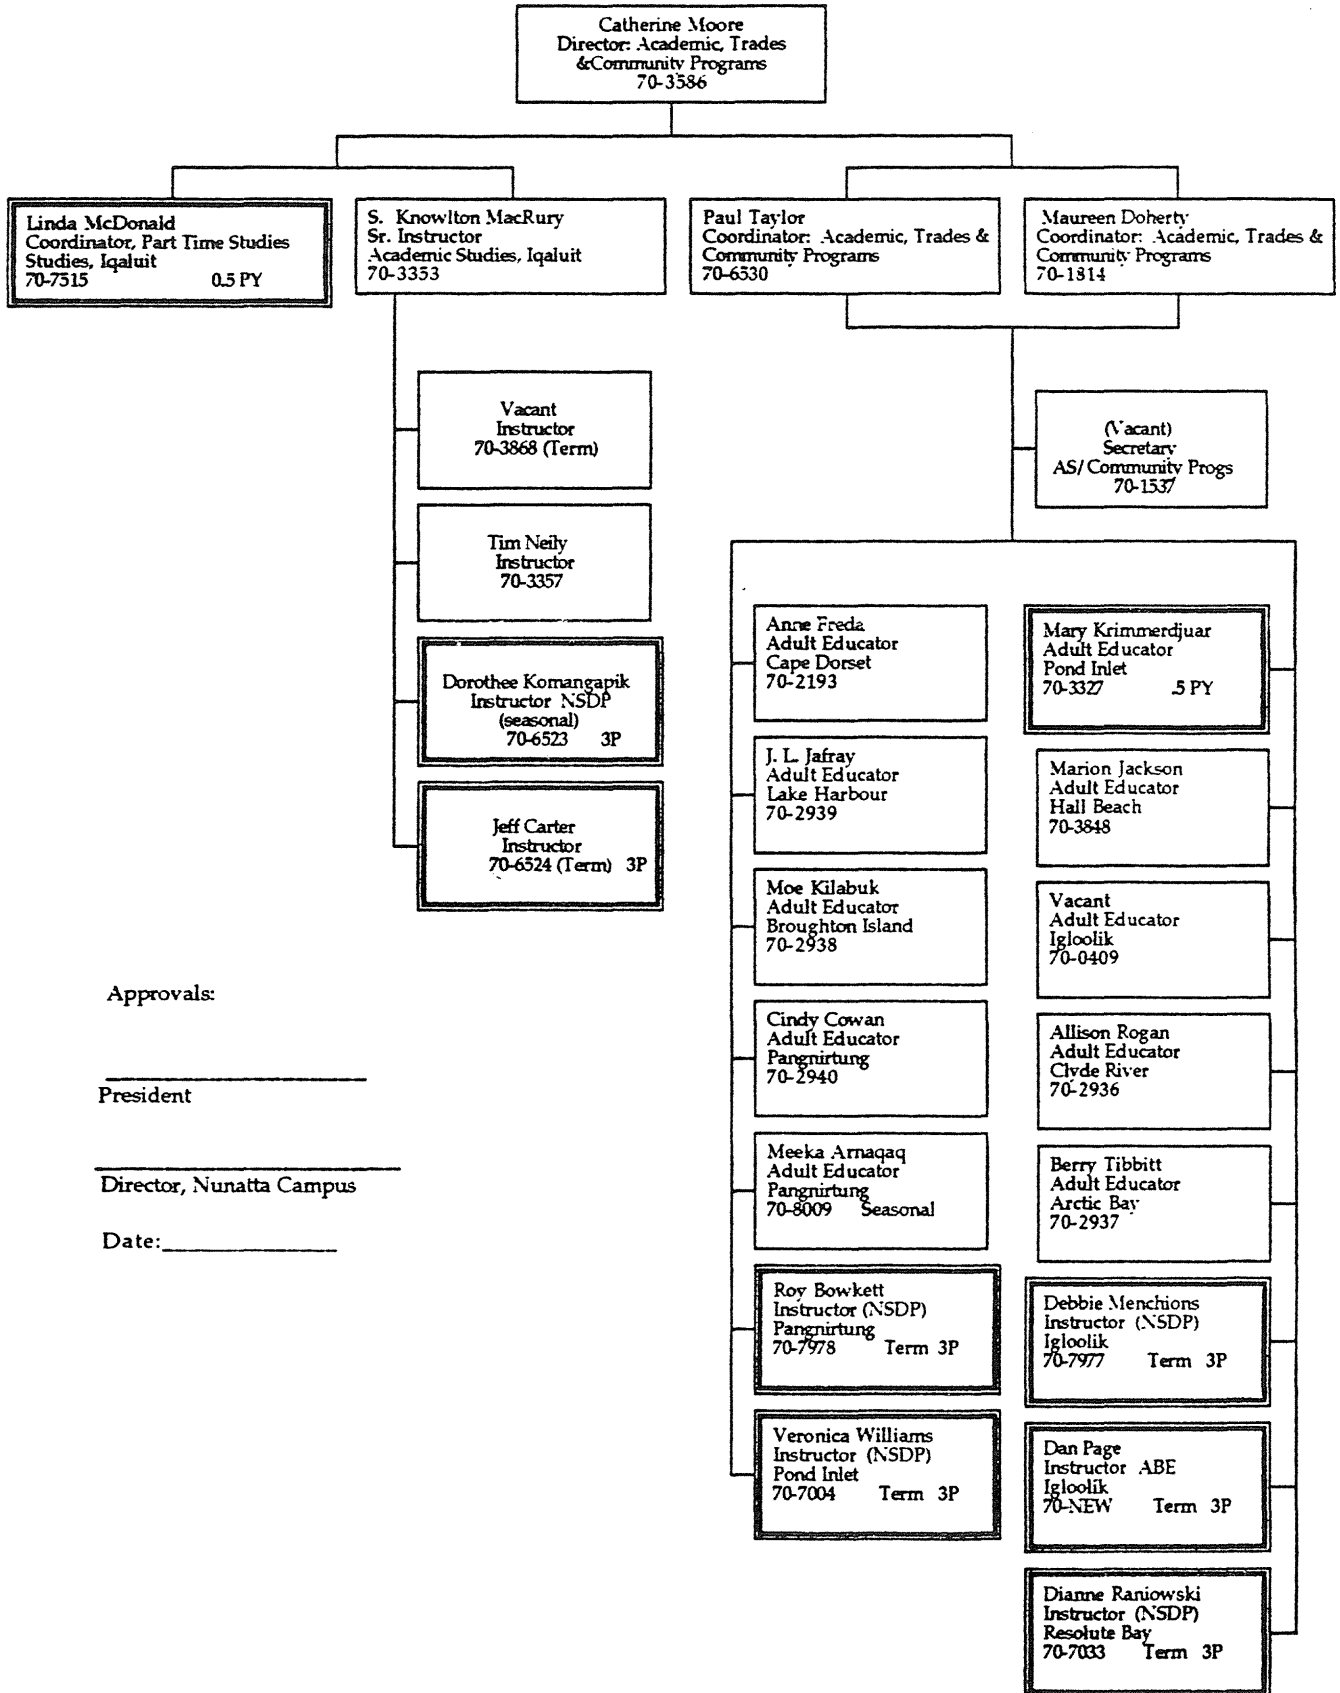 Catherine Moore
Director: Academic, Trades
&Community Programs
70-3586
Linda McDonald
Coordinator, Part Time Studies
Studies, Iqaluit
70-7515 0.5 PY
S. Knowlton MacRury
Sr. Instructor
Academic Studies, Iqaluit
70-3353
Paul Taylor
Coordinator: Academic, Trades &
Community Programs
70-6530
Maureen Doherty
Coordinator: Academic, Trades &
Community Programs
70-1814
Vacant
Instructor
70-3868 (Term)
Tim Neily
Instructor
70-3357
Dorothee Komangapik
Instructor NSDP
(seasonal)
70-6523 3P
Jeff Carter
Instructor
70-6524 (Term) 3P
(Vacant)
Secretary
AS/Community Progs
70-1537
Anne Freda
Adult Educator
Cape Dorset
70-2193
J. L. Jafray
Adult Educator
Lake Harbour
70-2939
Moe Kilabuk
Adult Educator
Broughton Island
70-2938
Cindy Cowan
Adult Educator
Pangnirtung
70-2940
Meeka Arnaqaq
Adult Educator
Pangnirtung
70-8009 Seasonal
Roy Bowkett
Instructor (NSDP)
Pangnirtung
70-7978 Term 3P
Veronica Williams
Instructor (NSDP)
Pond Inlet
70-7004 Term 3P
Mary Krimmerdjuar
Adult Educator
Pond Inlet
70-3327 .5 PY
Marion Jackson
Adult Educator
Hall Beach
70-3848
Vacant
Adult Educator
Igloolik
70-0409
Allison Rogan
Adult Educator
Clyde River
70-2936
Berry Tibbitt
Adult Educator
Arctic Bay
70-2937
Debbie Menchions
Instructor (NSDP)
Igloolik
70-7977 Term 3P
Dan Page
Instructor ABE
Igloolik
70-NEW Term 3P
Dianne Raniowski
Instructor (NSDP)
Resolute Bay
70-7033 Term 3P
Approvals:
President
Director, Nunatta Campus
Date: